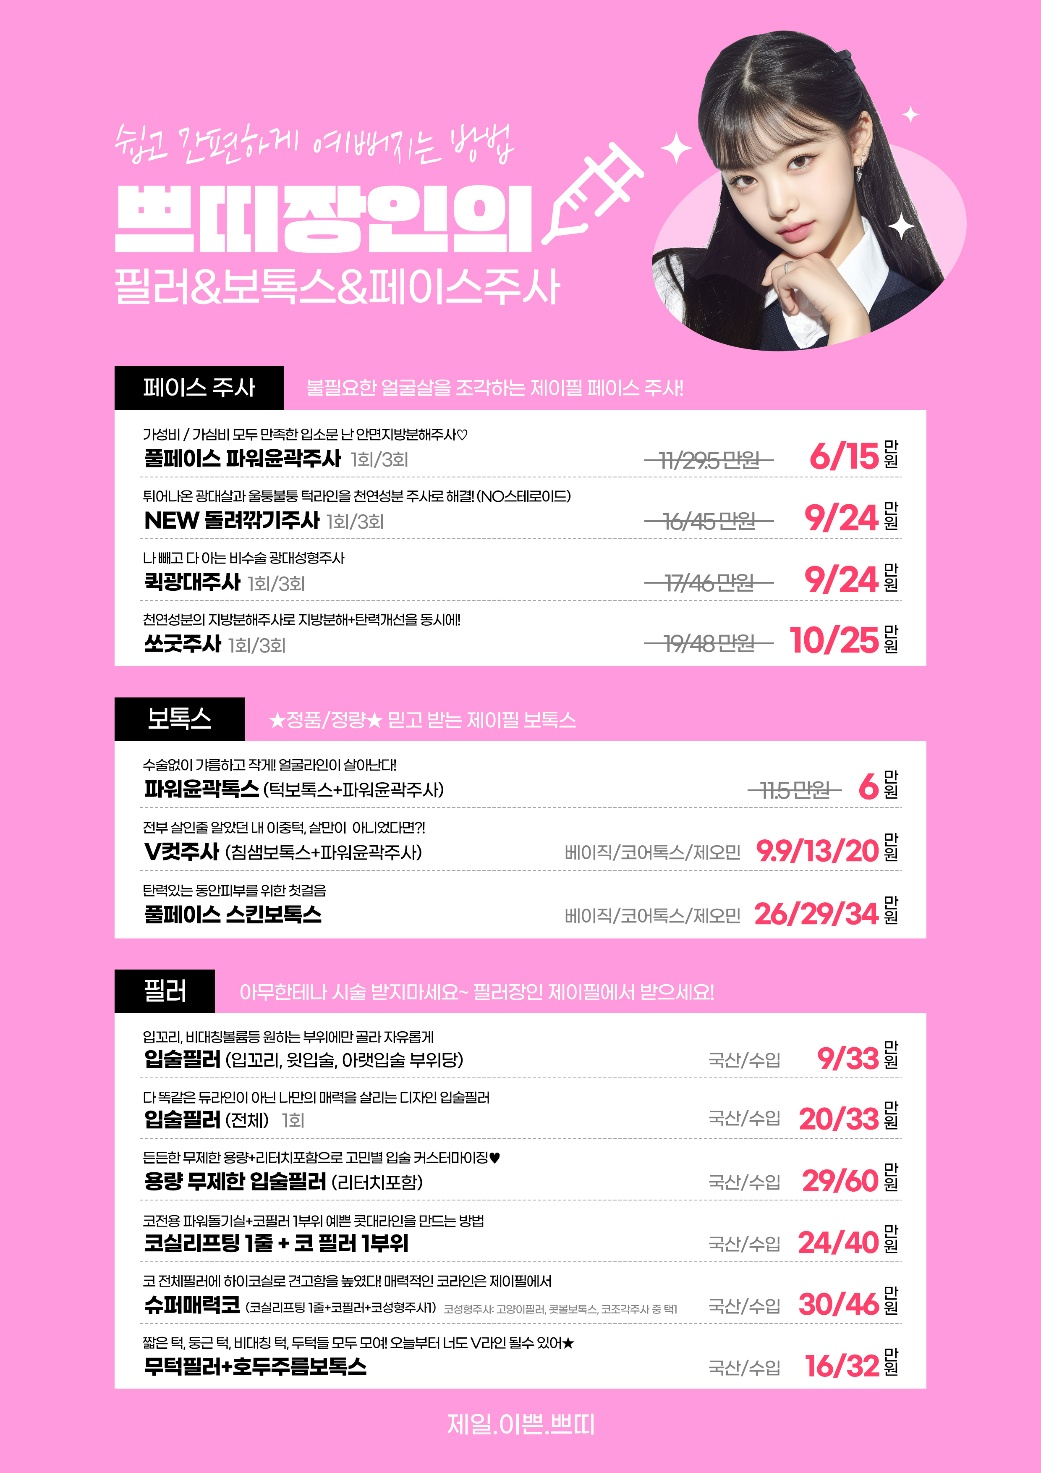 쉽고 간편하게 예뻐지는 방법
쁘띠장인의
필러&보톡스&페이스주사
페이스 주사
불필요한 얼굴살을 조각하는 제이필 페이스 주사!
가성비 / 가심비 모두 만족한 입소문 난 안면지방분해주사♡
풀페이스 파워윤곽주사 1회/3회 11/29.5 만원 6/15 만원
튀어나온 광대살과 울퉁불퉁 턱라인을 천연성분 주사로 해결! (NO스테로이드)
NEW 돌려깎기주사 1회/3회 16/45 만원 9/24 만원
나 빼고 다 아는 비수술 광대성형주사
퀵광대주사 1회/3회 17/46 만원 9/24 만원
천연성분의 지방분해주사로 지방분해+탄력개선을 동시에!
쏘굿주사 1회/3회 19/48 만원 10/25 만원
보톡스
★정품/정량★ 믿고 받는 제이필 보톡스
수술없이 갸름하고 작게! 얼굴라인이 살아난다!
파워윤곽톡스 (턱보톡스+파워윤곽주사) 11.5 만원 6 만원
전부 살인줄 알았던 내 이중턱, 살만이 아니었다면?!
V컷주사 (침샘보톡스+파워윤곽주사) 베이직/코어톡스/제오민 9.9/13/20 만원
탄력있는 동안피부를 위한 첫걸음
풀페이스 스킨보톡스 베이직/코어톡스/제오민 26/29/34 만원
필러
아무한테나 시술 받지마세요~ 필러장인 제이필에서 받으세요!
입꼬리, 비대칭볼륨등 원하는 부위에만 골라 자유롭게
입술필러 (입꼬리, 윗입술, 아랫입술 부위당) 국산/수입 9/33 만원
다 똑같은 듀라인이 아닌 나만의 매력을 살리는 디자인 입술필러
입술필러 (전체) 1회 국산/수입 20/33 만원
든든한 무제한 용량+리터치포함으로 고민별 입술 커스터마이징♥
용량 무제한 입술필러 (리터치포함) 국산/수입 29/60 만원
코전용 파워돌기실+코필러 1부위 예쁜 콧대라인을 만드는 방법
코실리프팅 1줄 + 코 필러 1부위 국산/수입 24/40 만원
코 전체필러에 하이코실로 견고함을 높였다! 매력적인 코라인은 제이필에서
슈퍼매력코 (코실리프팅 1줄+코필러+코성형주사1) 코성형주사: 고양이필러, 콧볼보톡스, 코조각주사 중 택1 국산/수입 30/46 만원
짧은 턱, 둥근 턱, 비대칭 턱, 두턱들 모두 모여! 오늘부터 너도 V라인 될수 있어★
무턱필러+호두주름보톡스 국산/수입 16/32 만원
제일.이쁜.쁘띠